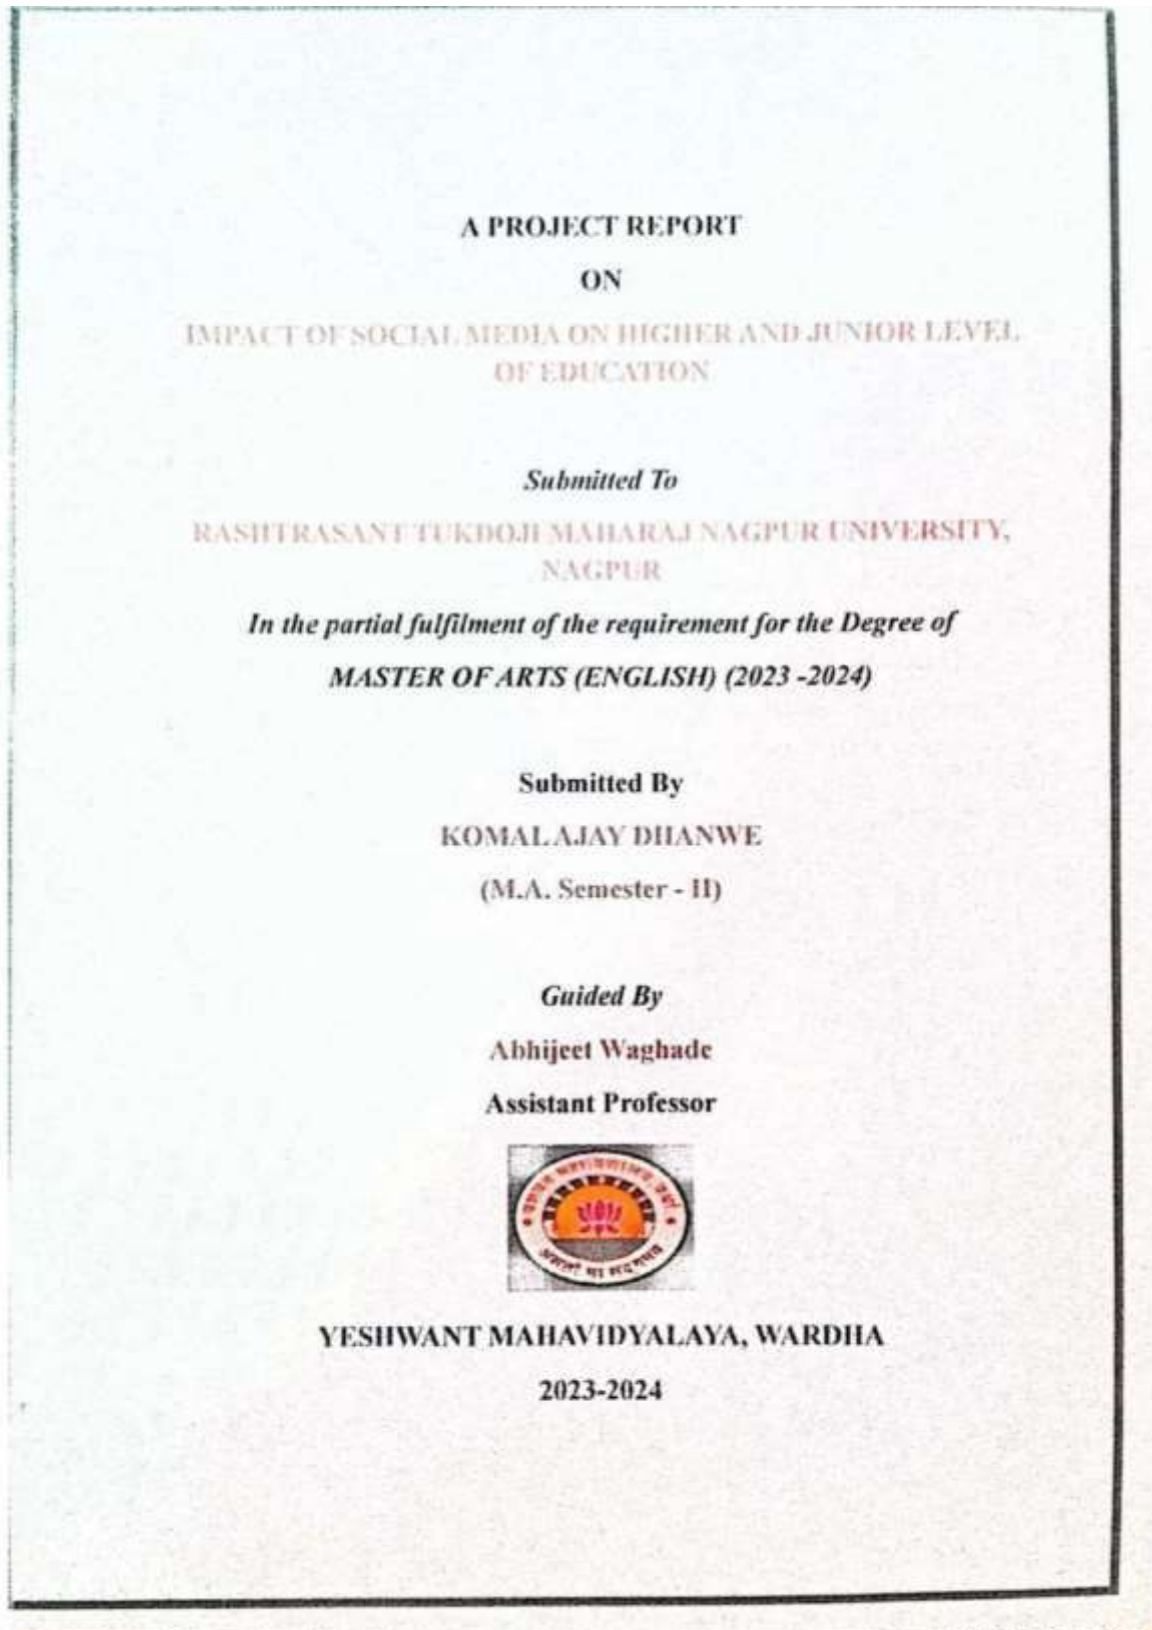 A PROJECT REPORT
ON
IMPACT OF SOCIAL MEDIA ON HIGHER AND JUNIOR LEVEL
OF EDUCATION
Submitted To
RASHTRASANT TUKDOJI MAHARAJ NAGPUR UNIVERSITY,
NAGPUR
In the partial fulfilment of the requirement for the Degree of
MASTER OF ARTS (ENGLISH) (2023 -2024)
Submitted By
KOMAL AJAY DHANWE
(M.A. Semester - II)
Guided By
Abhijeet Waghade
Assistant Professor
YESHWANT MAHAVIDYALAYA, WARDHA
2023-2024